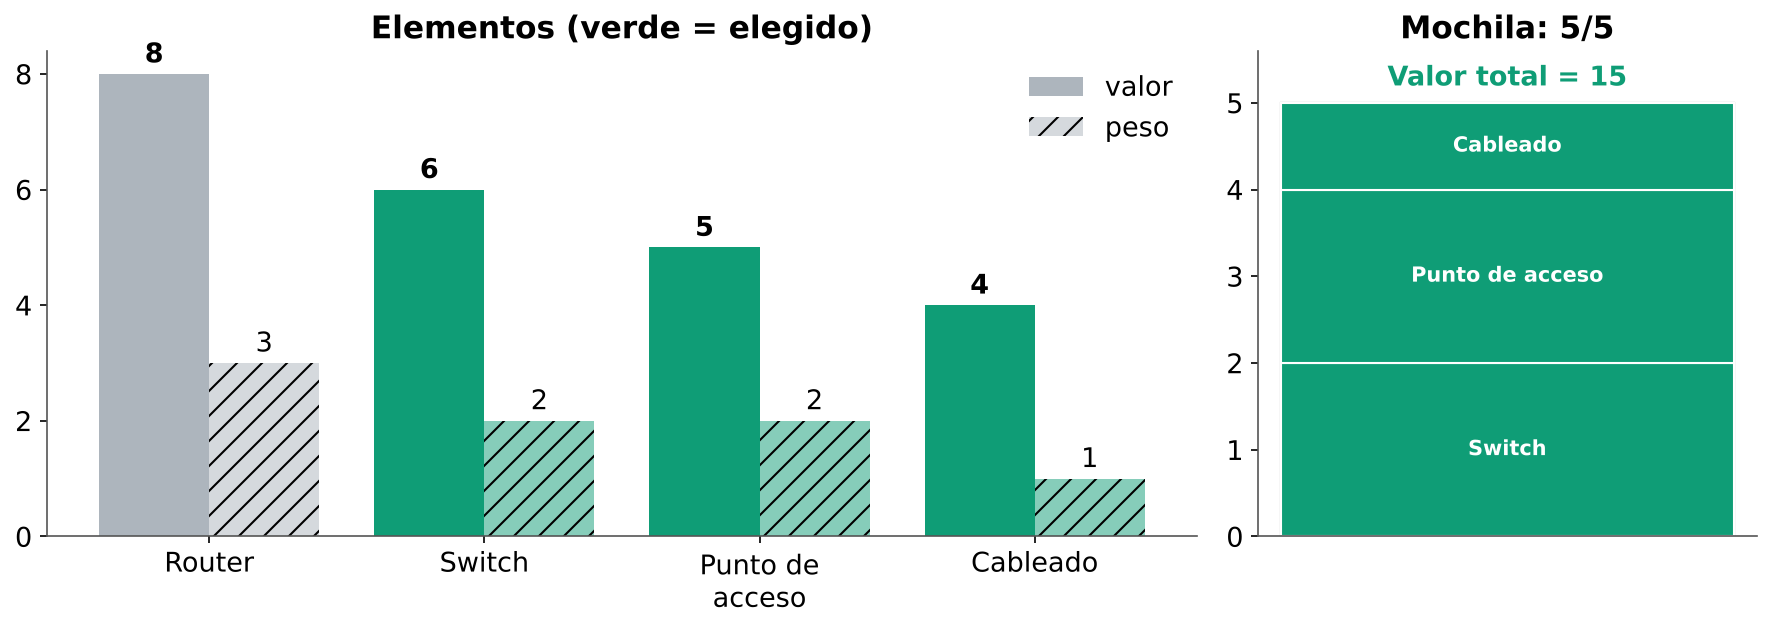 Elementos (verde = elegido)
8
6
4
2
0
8
3
6
2
5
2
4
1
valor
peso
Router
Switch
Punto de
acceso
Cableado
Mochila: 5/5
Valor total = 15
5
4
3
2
1
0
Cableado
Punto de acceso
Switch